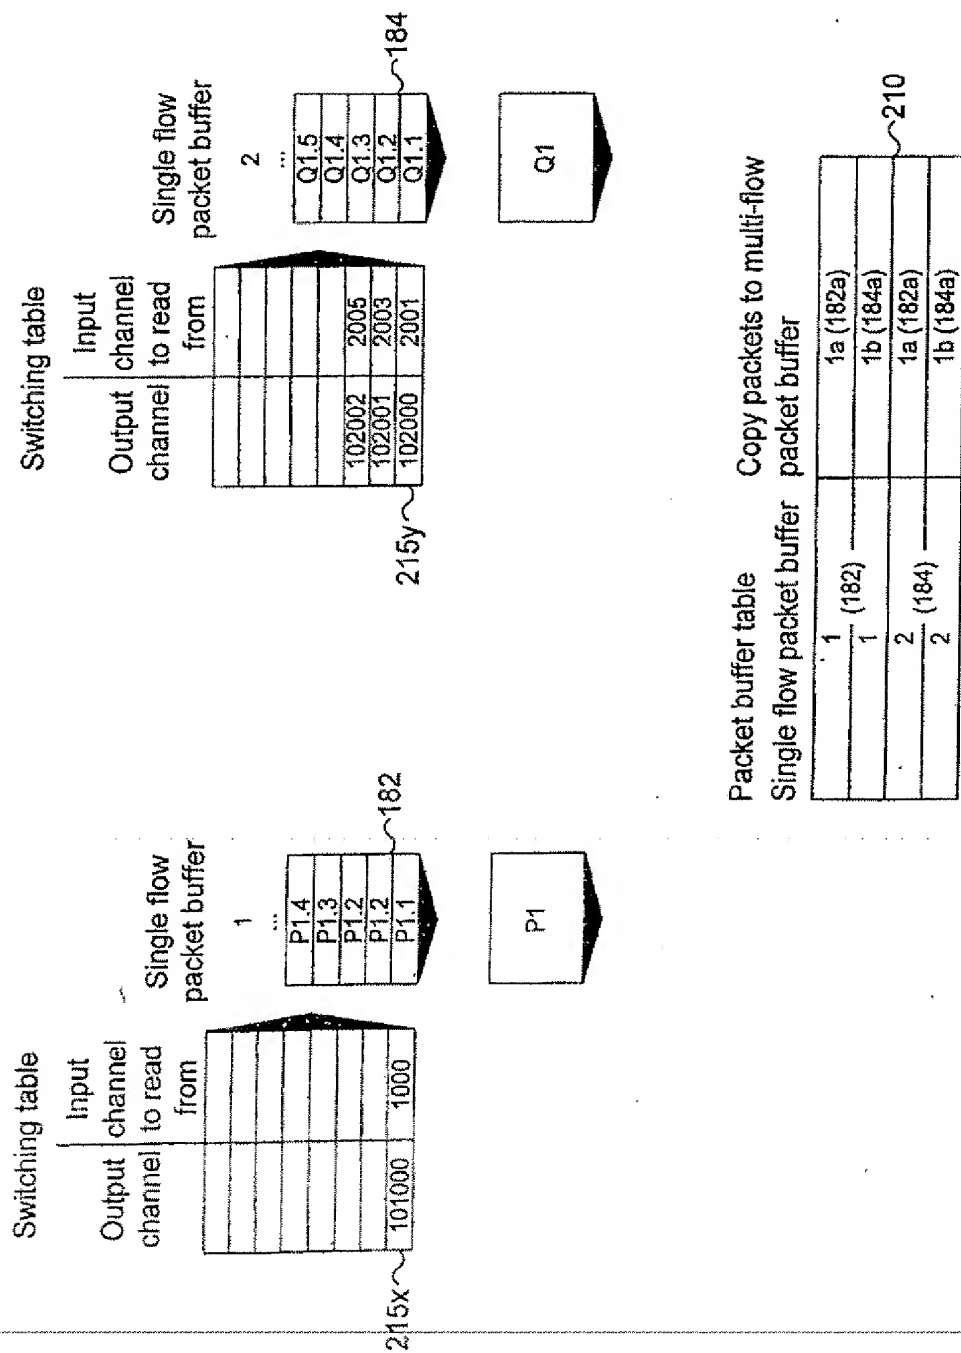 Switching table
Output channel
Input channel to read from
101000 1000
215x
Single flow packet buffer
1
...
P1.4
P1.3
P1.2
P1.2
P1.1
182
P1
Switching table
Output channel
Input channel to read from
102002 2005
102001 2003
102000 2001
215y
Single flow packet buffer
2
...
Q1.5
Q1.4
Q1.3
Q1.2
Q1.1
184
Q1
Packet buffer table
Single flow packet buffer
Copy packets to multi-flow packet buffer
1 1a (182a)
(182)
1 1b (184a)
2 1a (182a)
(184)
2 1b (184a)
210